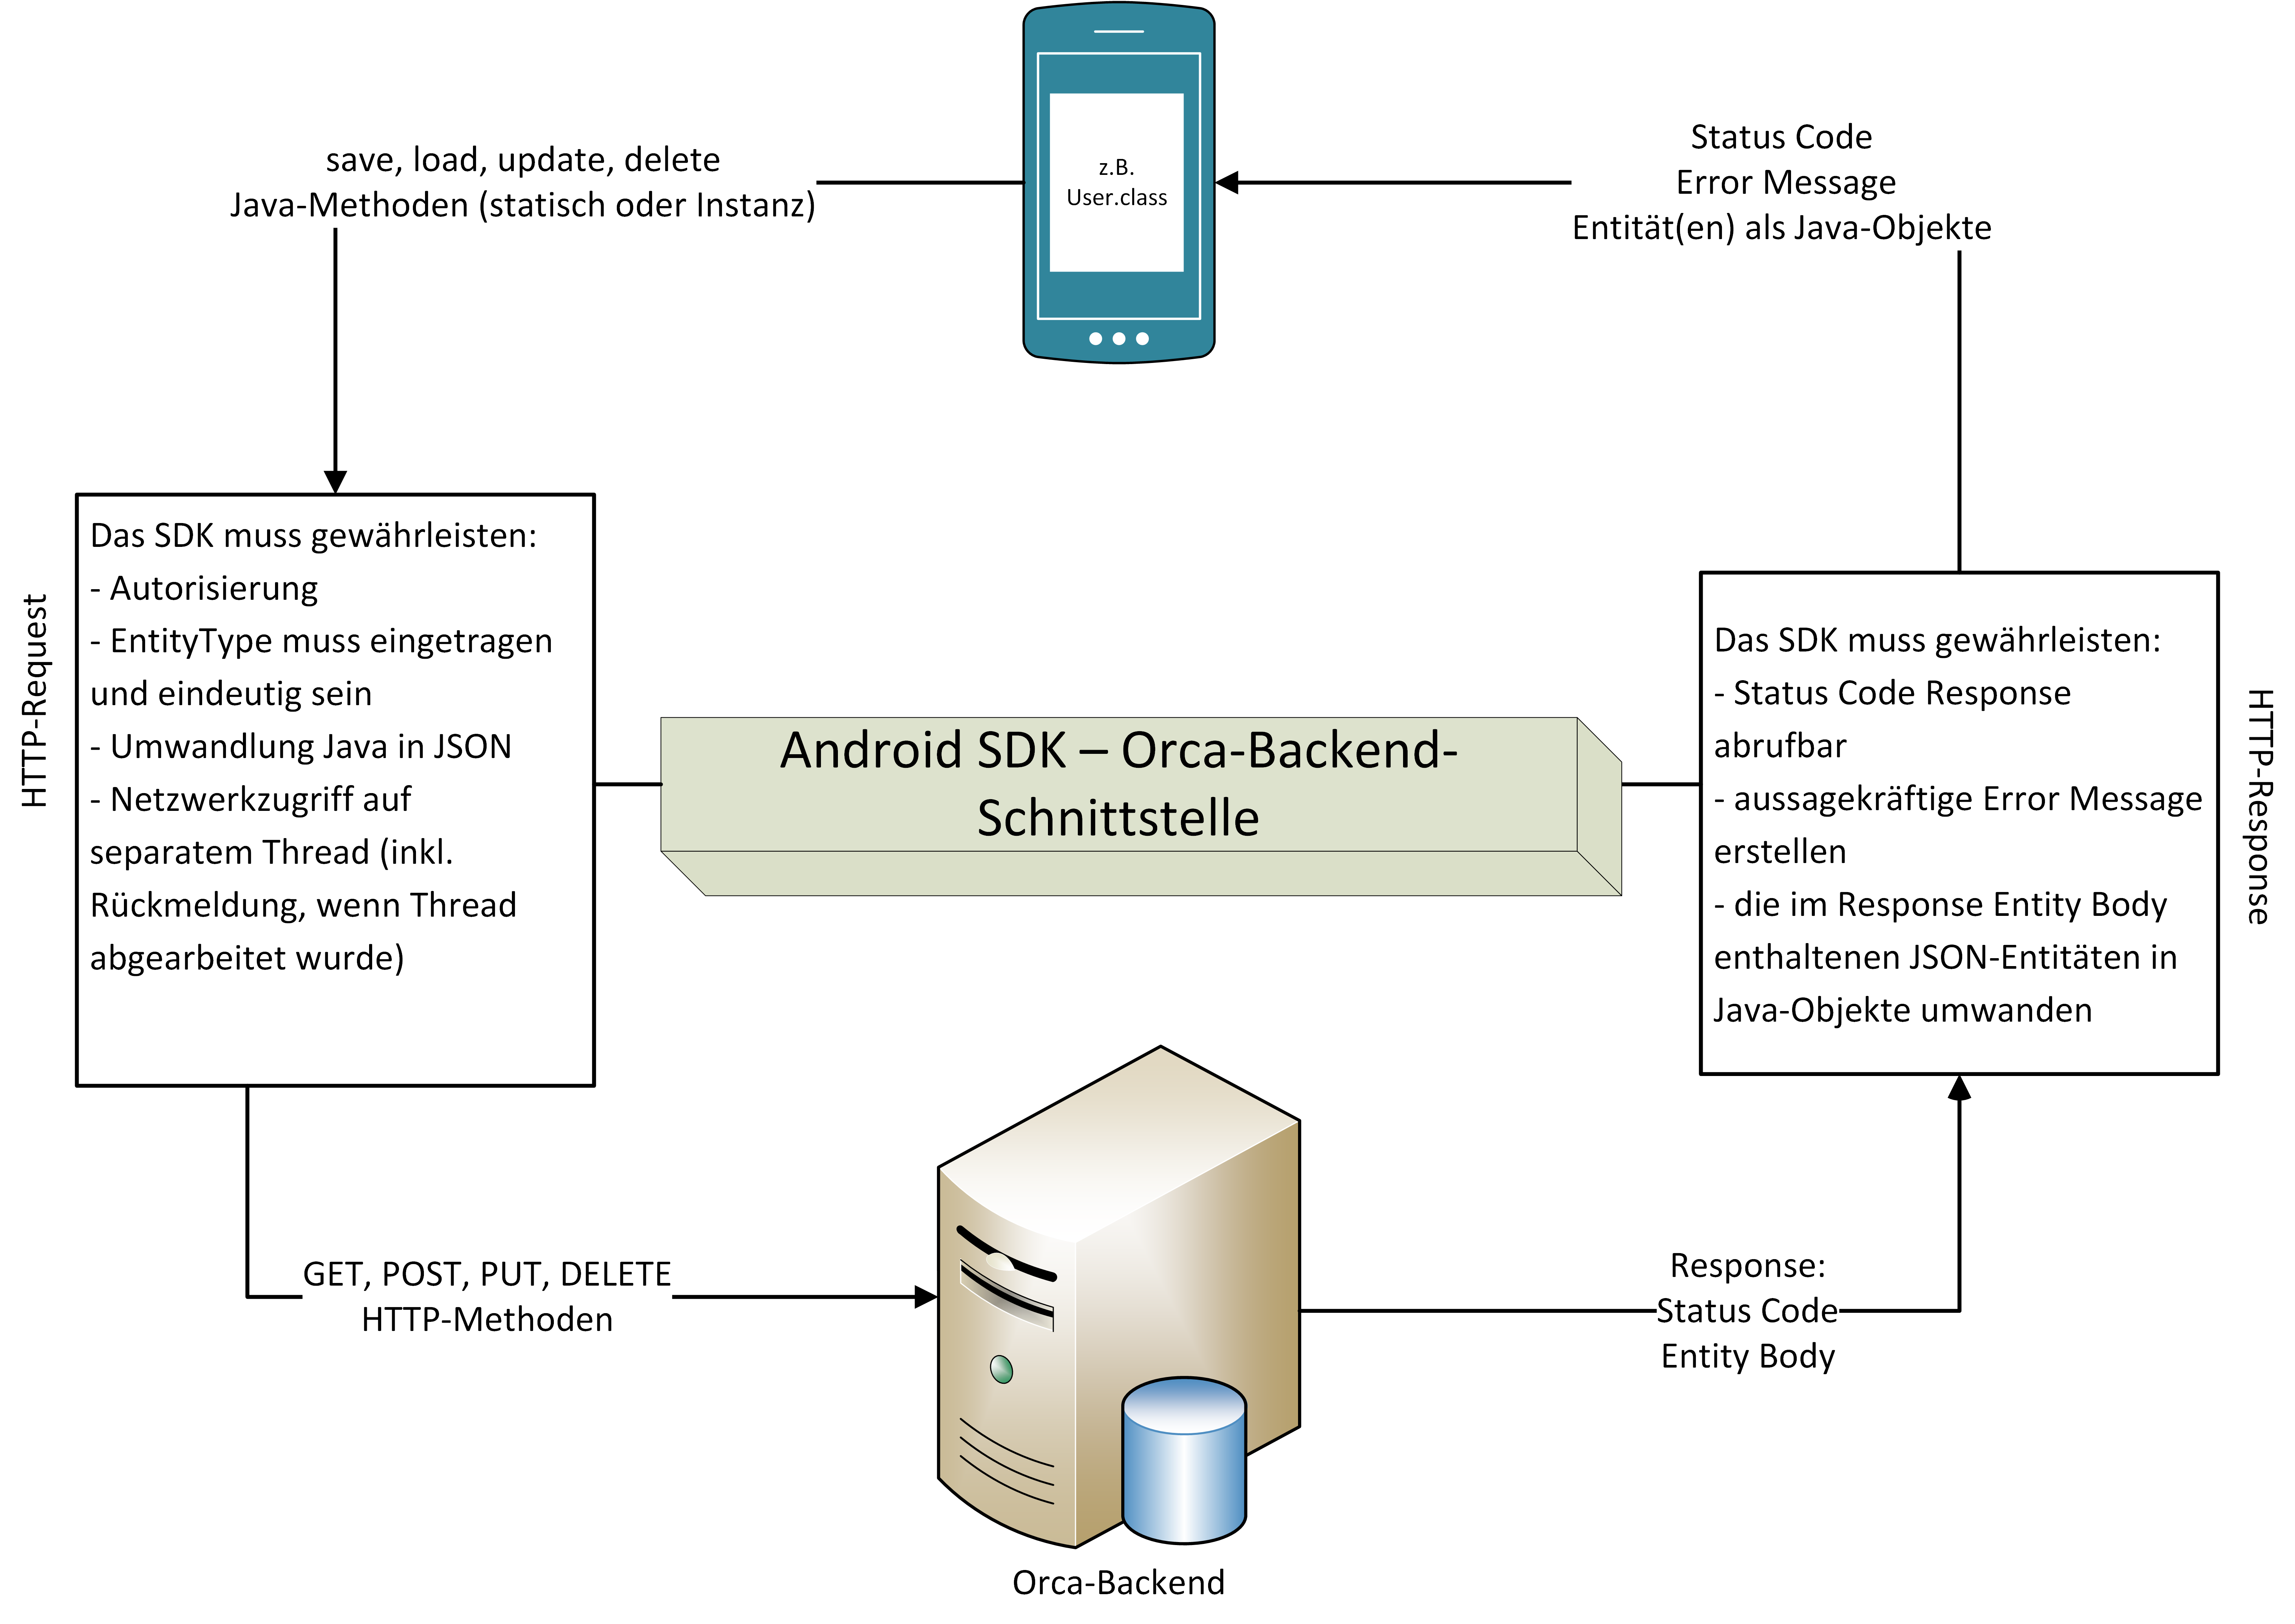 z.B.
User.class
save, load, update, delete
Java-Methoden (statisch oder Instanz)
Status Code
Error Message
Entität(en) als Java-Objekte
HTTP-Request
Das SDK muss gewährleisten:
- Autorisierung
- EntityType muss eingetragen
und eindeutig sein
- Umwandlung Java in JSON
- Netzwerkzugriff auf
separatem Thread (inkl.
Rückmeldung, wenn Thread
abgearbeitet wurde)
Android SDK – Orca-Backend-
Schnittstelle
Das SDK muss gewährleisten:
- Status Code Response
abrufbar
- aussagekräftige Error Message
erstellen
- die im Response Entity Body
enthaltenen JSON-Entitäten in
Java-Objekte umwanden
HTTP-Response
GET, POST, PUT, DELETE
HTTP-Methoden
Response:
Status Code
Entity Body
Orca-Backend